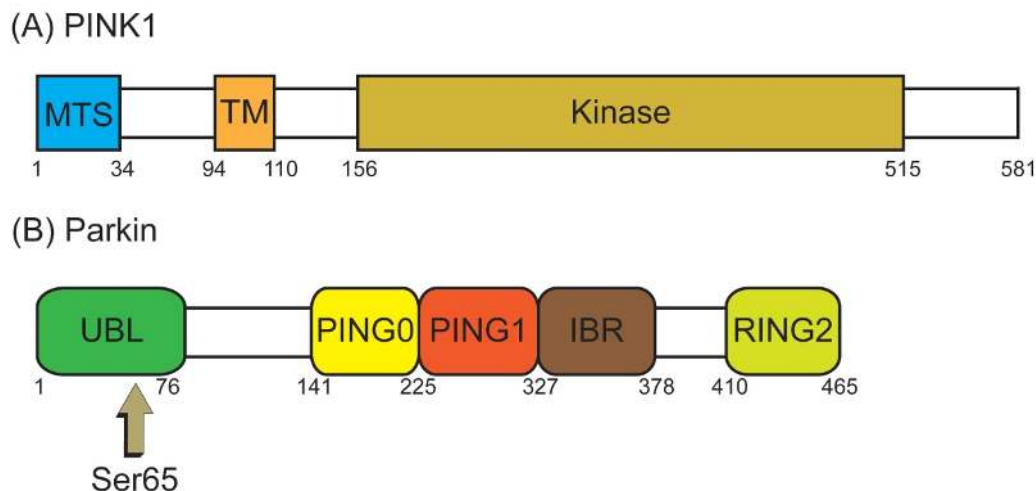 (A) PINK1
MTS TM Kinase
1 34 94 110 156 515 581
(B) Parkin
UBL PING0 PING1 IBR RING2
1 76 141 225 327 378 410 465
Ser65